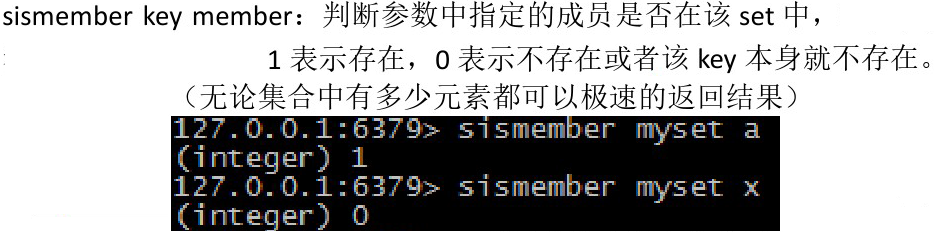 sismember key member：判断参数中指定的成员是否在该 set 中，
1 表示存在，0 表示不存在或者该 key 本身就不存在。
（无论集合中有多少元素都可以极速的返回结果）
127.0.0.1:6379> sismember myset a
(integer) 1
127.0.0.1:6379> sismember myset x
(integer) 0